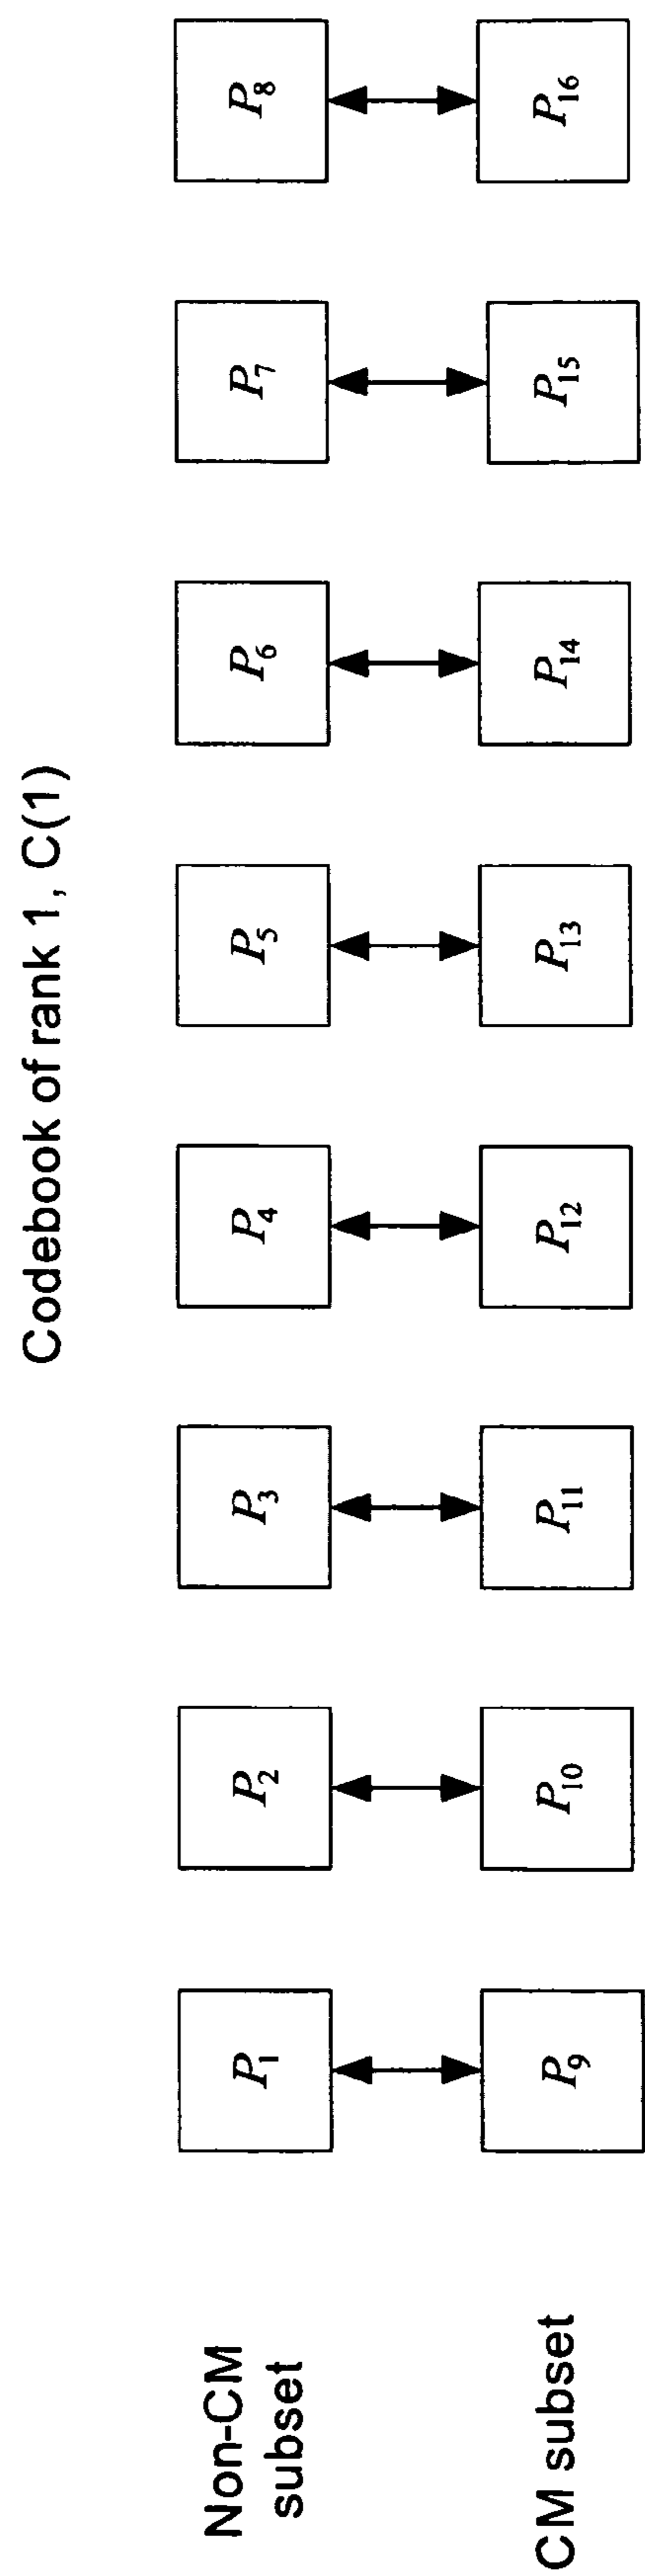 Codebook of rank 1, C(1)
Non-CM
subset
P₁ P₂ P₃ P₄ P₅ P₆ P₇ P₈
CM subset
P₉ P₁₀ P₁₁ P₁₂ P₁₃ P₁₄ P₁₅ P₁₆